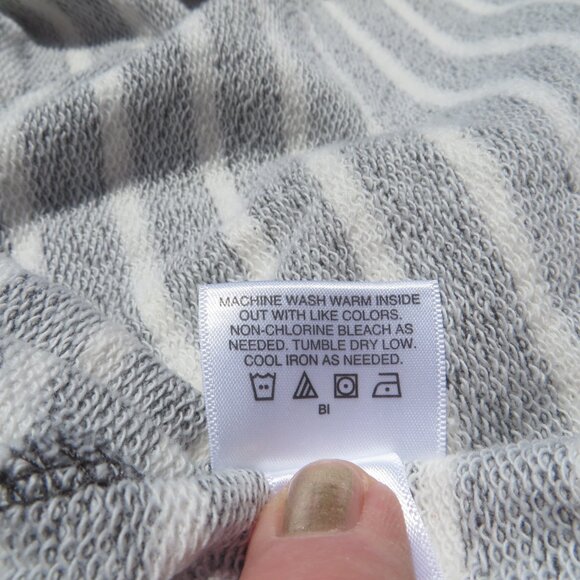 MACHINE WASH WARM INSIDE
OUT WITH LIKE COLORS.
NON-CHLORINE BLEACH AS
NEEDED. TUMBLE DRY LOW.
COOL IRON AS NEEDED.
BI